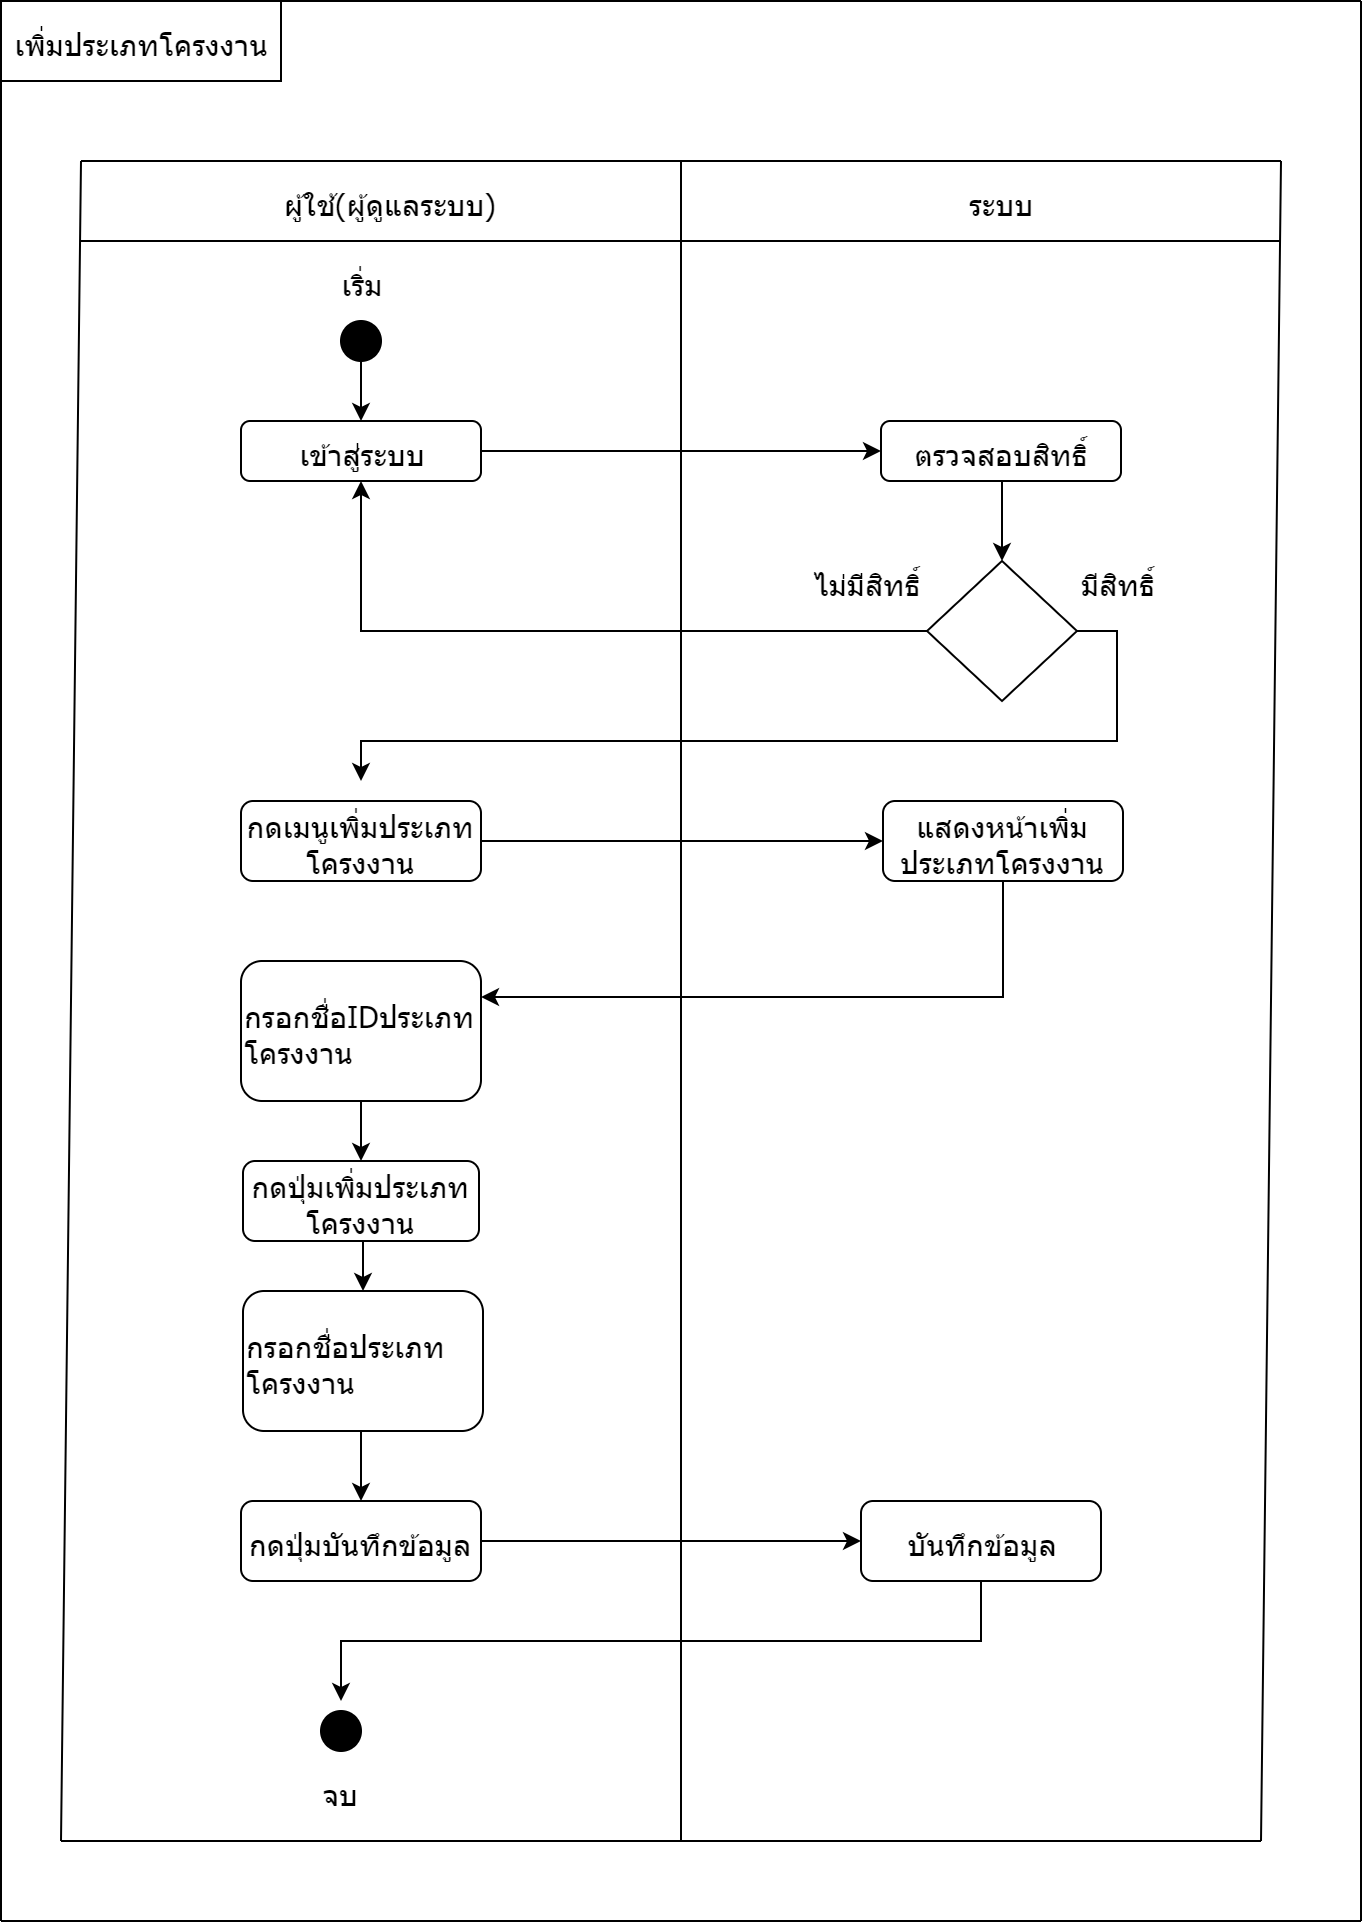 เพิ่มประเภทโครงงาน
ผู้ใช้(ผู้ดูแลระบบ)
ระบบ
เริ่ม
เข้าสู่ระบบ
ตรวจสอบสิทธิ์
ไม่มีสิทธิ์
มีสิทธิ์
กดเมนูเพิ่มประเภท
โครงงาน
แสดงหน้าเพิ่ม
ประเภทโครงงาน
กรอกชื่อIDประเภท
โครงงาน
กดปุ่มเพิ่มประเภท
โครงงาน
กรอกชื่อประเภท
โครงงาน
กดปุ่มบันทึกข้อมูล
บันทึกข้อมูล
จบ